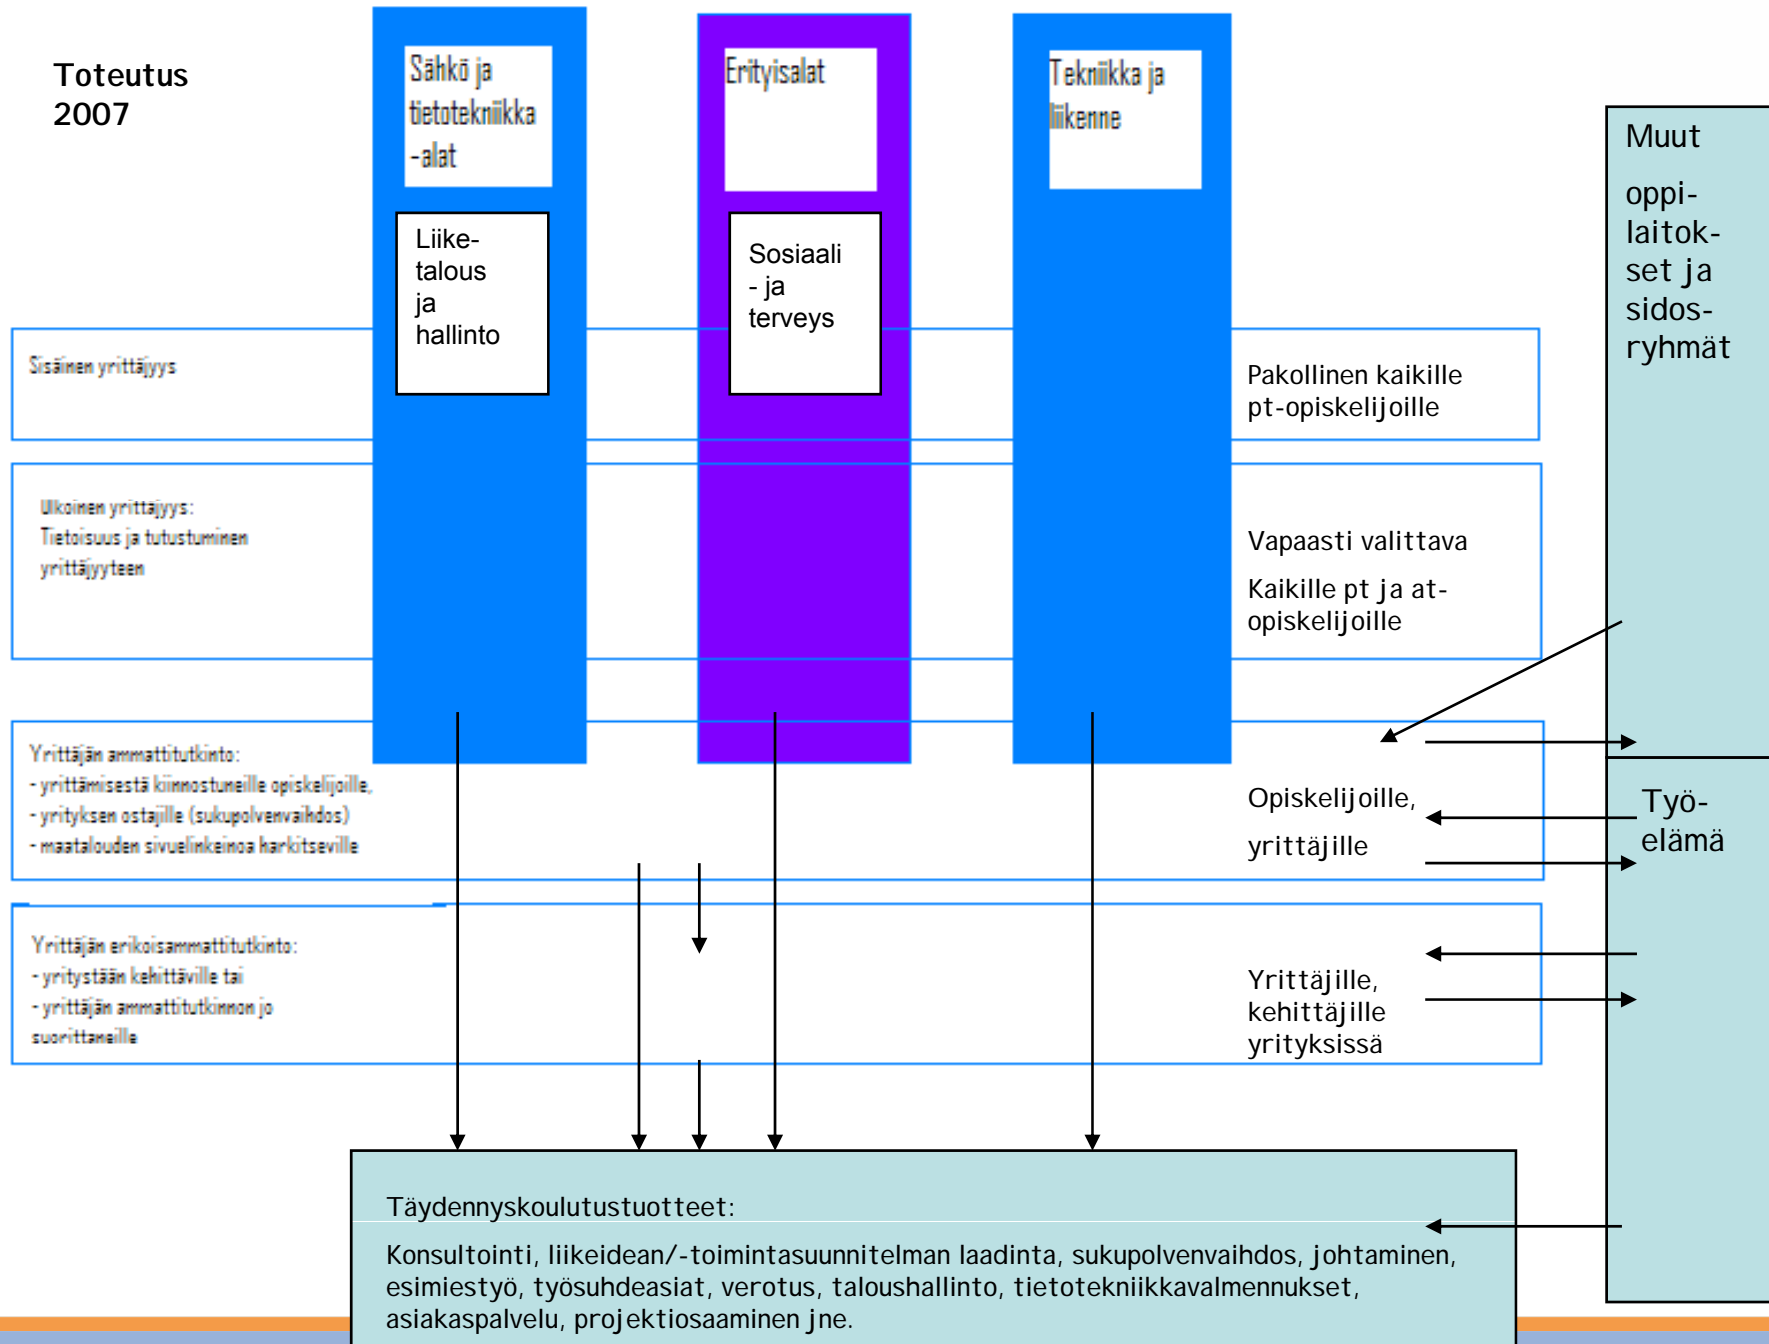 Toteutus
2007
Sähkö ja
tietotekniikka
-alat
Erityisalat
Tekniikka ja
liikenne
Liike-
talous
ja
hallinto
Sosiaali
- ja
terveys
Muut
oppi-
laitok-
set ja
sidos-
ryhmät
Sisäinen yrittäjyys
Pakollinen kaikille
pt-opiskelijoille
Ulkoinen yrittäjyys:
Tietoisuus ja tutustuminen
yrittäjyyteen
Vapaasti valittava
Kaikille pt ja at-
opiskelijoille
Yrittäjän ammattitutkinto:
- yrittämisestä kiinnostuneille opiskelijoille,
- yrityksen ostajille (sukupolvenvaihdos)
- maatalouden sivuelinkeinoa harkitseville
Opiskelijoille,
yrittäjille
Työ-
elämä
Yrittäjän erikoisammattitutkinto:
- yritystään kehittäville tai
- yrittäjän ammattitutkinnon jo
suorittaneille
Yrittäjille,
kehittäjille
yrityksissä
Täydennyskoulutustuotteet:
Konsultointi, liikeidean/-toimintasuunnitelman laadinta, sukupolvenvaihdos, johtaminen,
esimiestyö, työsuhdeasiat, verotus, taloushallinto, tietotekniikkavalmennukset,
asiakaspalvelu, projektiosaaminen jne.